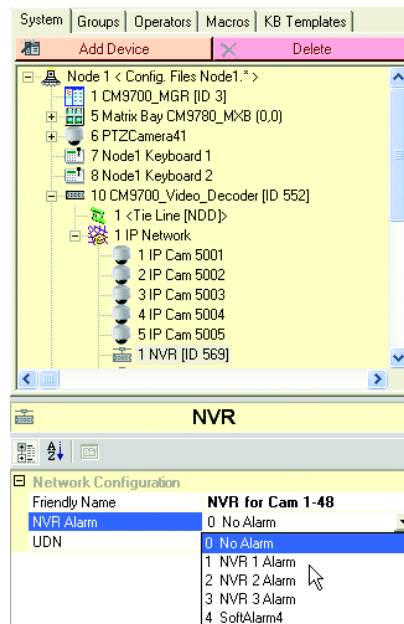 System Groups Operators Macros KB Templates
Add Device Delete
Node 1 < Config. Files Node1.* >
1 CM9700_MGR [ID 3]
5 Matrix Bay CM9780_MXB (0,0)
6 PTZCamera41
7 Node1 Keyboard 1
8 Node1 Keyboard 2
10 CM9700_Video_Decoder [ID 552]
1 <Tie Line [NDD]>
1 IP Network
1 IP Cam 5001
2 IP Cam 5002
3 IP Cam 5003
4 IP Cam 5004
5 IP Cam 5005
1 NVR [ID 569]
NVR
Network Configuration
Friendly Name NVR for Cam 1-48
NVR Alarm 0 No Alarm
UDN 0 No Alarm
1 NVR 1 Alarm
2 NVR 2 Alarm
3 NVR 3 Alarm
4 SoftAlarm4